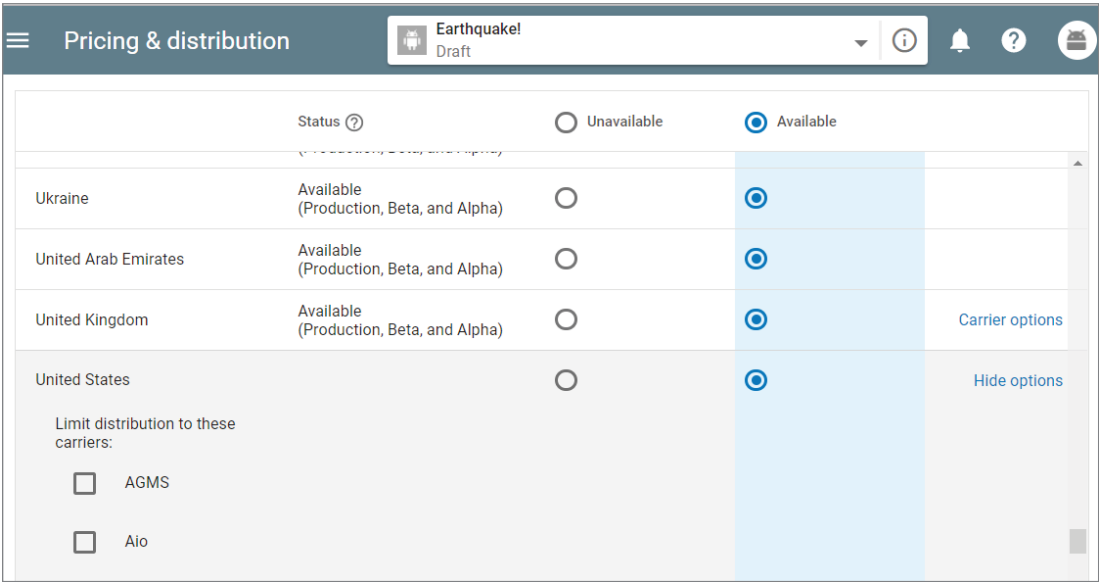 Pricing & distribution
Earthquake!
Draft
Status
Unavailable
Available
Ukraine
Available
(Production, Beta, and Alpha)
United Arab Emirates
Available
(Production, Beta, and Alpha)
United Kingdom
Available
(Production, Beta, and Alpha)
Carrier options
United States
Hide options
Limit distribution to these
carriers:
AGMS
Aio